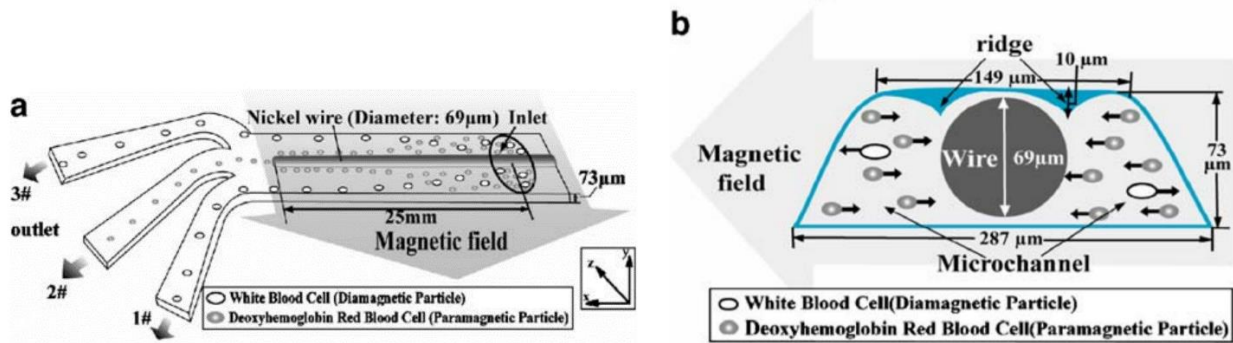 a
Nickel wire (Diameter: 69μm)
Inlet
73μm
25mm
Magnetic field
3#
outlet
2#
1#
y
z
x
White Blood Cell (Diamagnetic Particle)
Deoxyhemoglobin Red Blood Cell (Paramagnetic Particle)
b
ridge
10 μm
149 μm
Magnetic
field
Wire
69μm
73
μm
287 μm
Microchannel
White Blood Cell(Diamagnetic Particle)
Deoxyhemoglobin Red Blood Cell(Paramagnetic Particle)